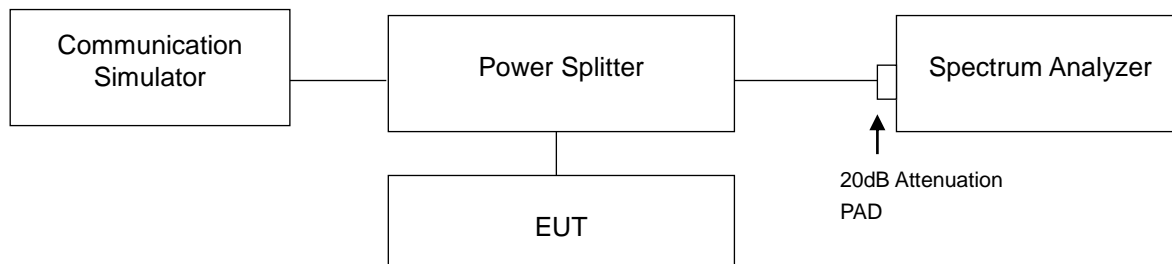 Communication
Simulator
Power Splitter
Spectrum Analyzer
20dB Attenuation
PAD
EUT